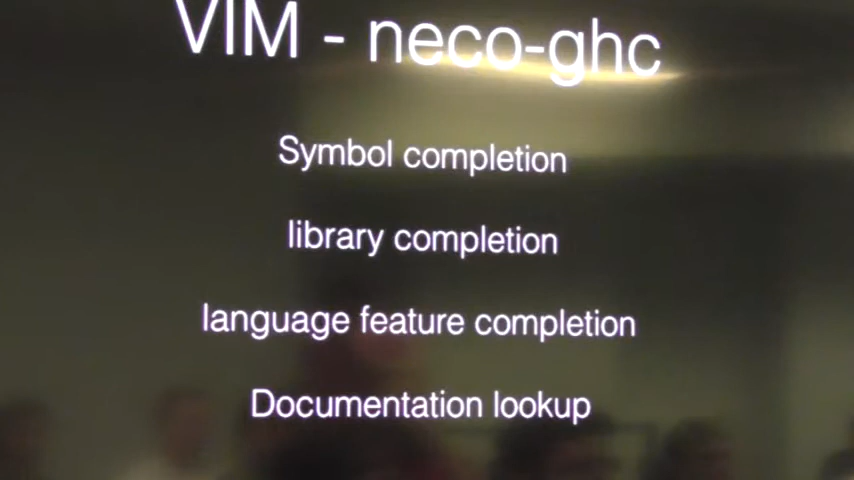 VIM - neco-ghc
Symbol completion
library completion
language feature completion
Documentation lookup